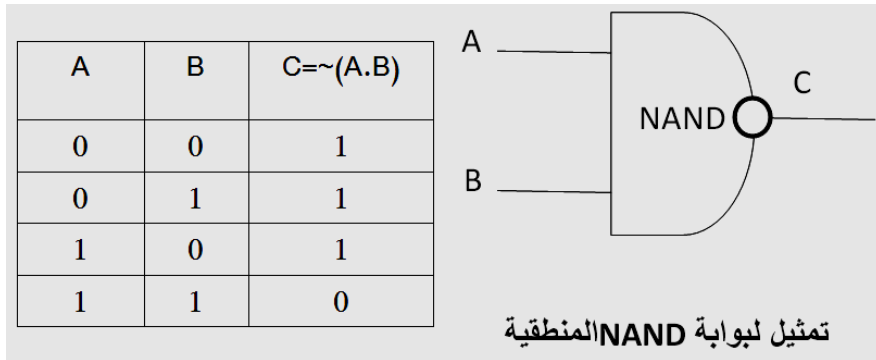 A B C=~(A.B)
0 0 1
0 1 1
1 0 1
1 1 0
A
B
NAND
C
تمثيل لبوابة NANDالمنطقية